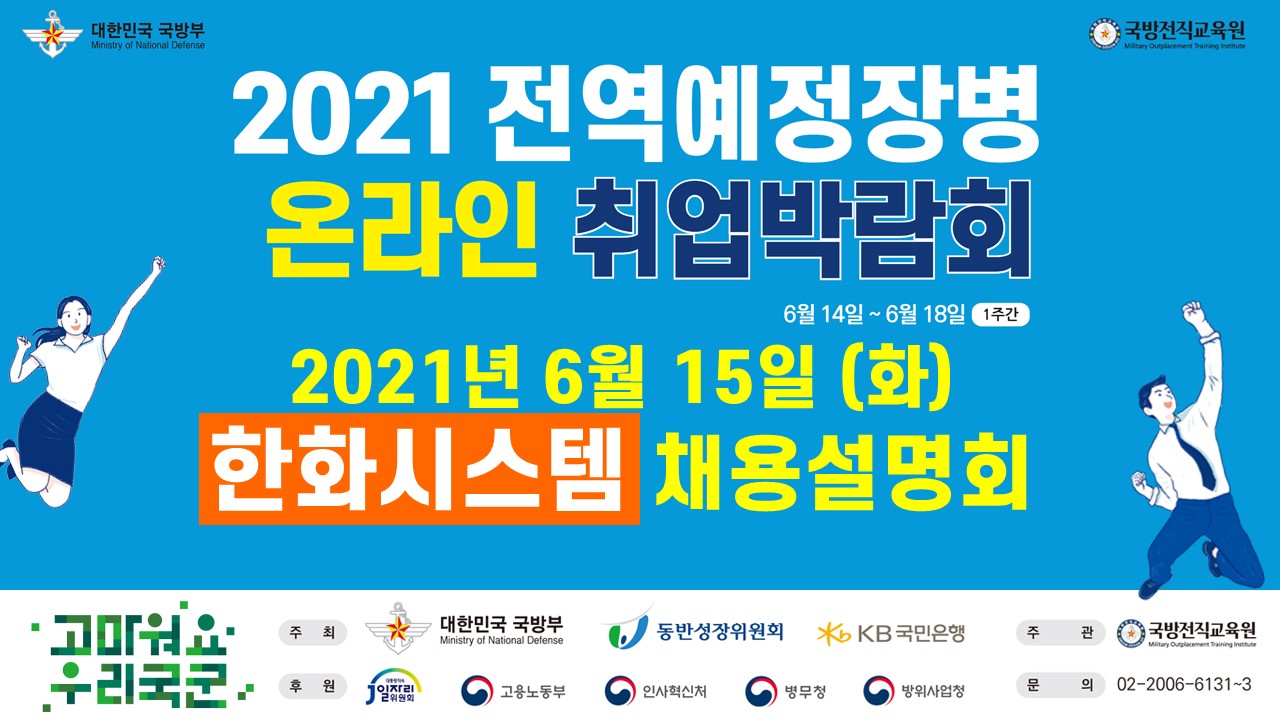 대한민국 국방부
Ministry of National Defense
국방전직교육원
Military Outplacement Training Institute
2021 전역예정장병
온라인 취업박람회
6월 14일 ~ 6월 18일 1주간
2021년 6월 15일 (화)
한화시스템 채용설명회
고마워요
우리국군
주 최
대한민국 국방부
Ministry of National Defense
동반성장위원회
KB 국민은행
주 관
국방전직교육원
Military Outplacement Training Institute
후 원
대통령직속
일자리
위원회
고용노동부
인사혁신처
병무청
방위사업청
문 의
02-2006-6131~3